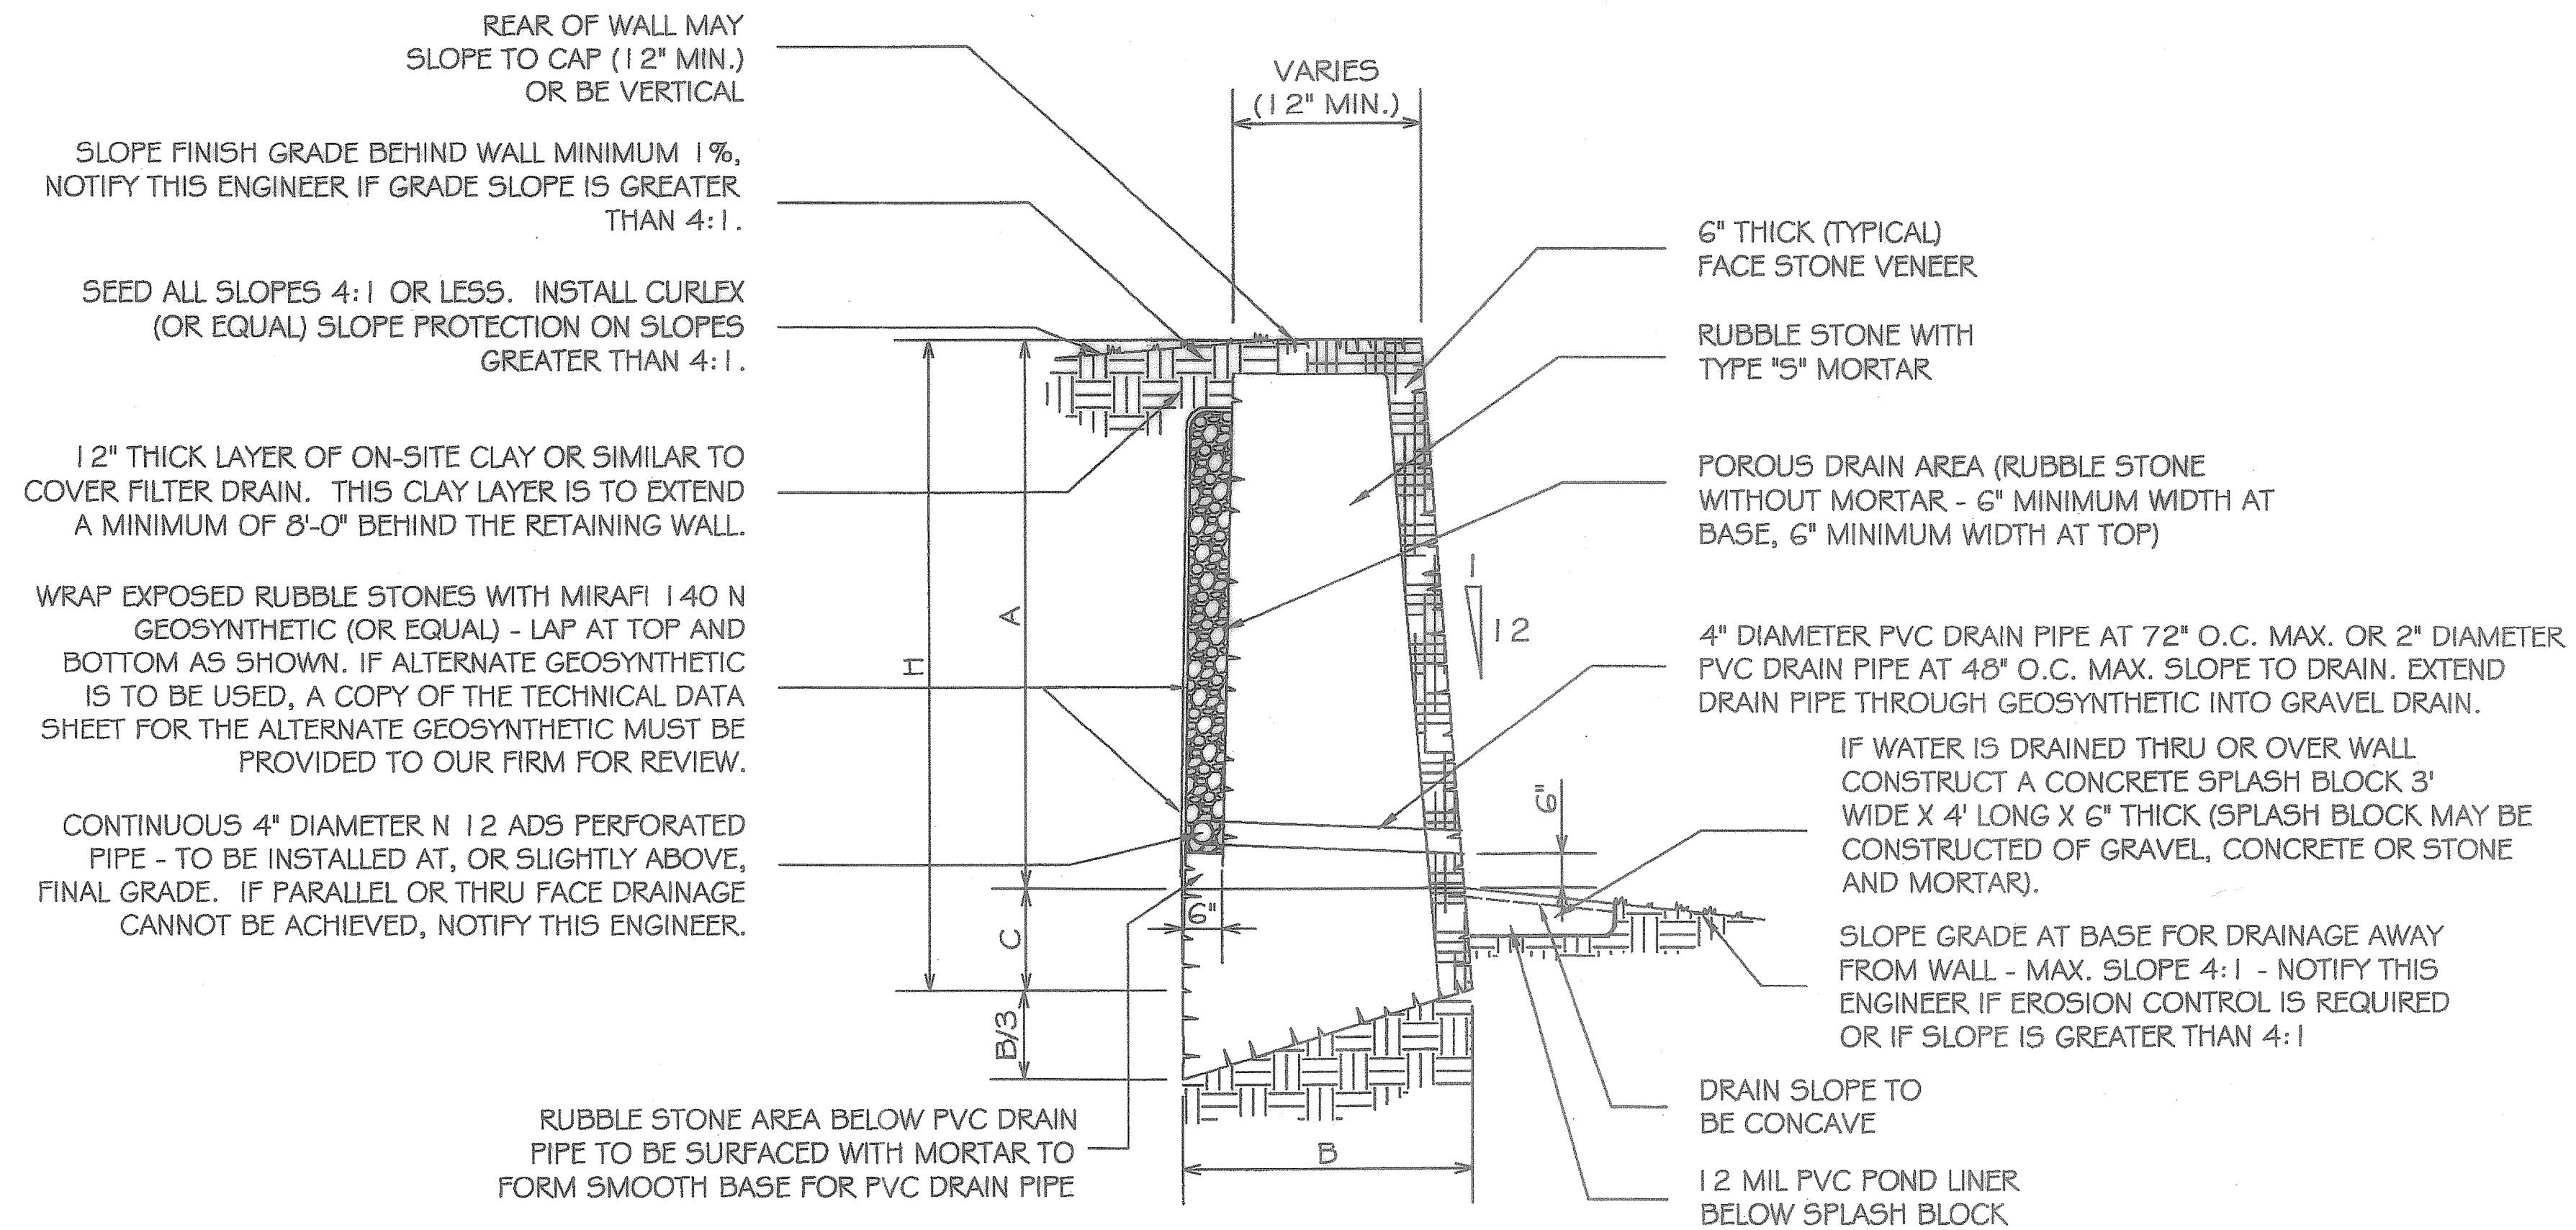 REAR OF WALL MAY
SLOPE TO CAP (12" MIN.)
OR BE VERTICAL
SLOPE FINISH GRADE BEHIND WALL MINIMUM 1%,
NOTIFY THIS ENGINEER IF GRADE SLOPE IS GREATER
THAN 4:1.
SEED ALL SLOPES 4:1 OR LESS. INSTALL CURLEX
(OR EQUAL) SLOPE PROTECTION ON SLOPES
GREATER THAN 4:1.
12" THICK LAYER OF ON-SITE CLAY OR SIMILAR TO
COVER FILTER DRAIN. THIS CLAY LAYER IS TO EXTEND
A MINIMUM OF 8'-0" BEHIND THE RETAINING WALL.
WRAP EXPOSED RUBBLE STONES WITH MIRAFI 140 N
GEOSYNTHETIC (OR EQUAL) - LAP AT TOP AND
BOTTOM AS SHOWN. IF ALTERNATE GEOSYNTHETIC
IS TO BE USED, A COPY OF THE TECHNICAL DATA
SHEET FOR THE ALTERNATE GEOSYNTHETIC MUST BE
PROVIDED TO OUR FIRM FOR REVIEW.
CONTINUOUS 4" DIAMETER N 12 ADS PERFORATED
PIPE - TO BE INSTALLED AT, OR SLIGHTLY ABOVE,
FINAL GRADE. IF PARALLEL OR THRU FACE DRAINAGE
CANNOT BE ACHIEVED, NOTIFY THIS ENGINEER.
RUBBLE STONE AREA BELOW PVC DRAIN
PIPE TO BE SURFACED WITH MORTAR TO
FORM SMOOTH BASE FOR PVC DRAIN PIPE
VARIES
(12" MIN.)
H
A
C
B/3
6"
B
1
12
6"
6" THICK (TYPICAL)
FACE STONE VENEER
RUBBLE STONE WITH
TYPE "S" MORTAR
POROUS DRAIN AREA (RUBBLE STONE
WITHOUT MORTAR - 6" MINIMUM WIDTH AT
BASE, 6" MINIMUM WIDTH AT TOP)
4" DIAMETER PVC DRAIN PIPE AT 72" O.C. MAX. OR 2" DIAMETER
PVC DRAIN PIPE AT 48" O.C. MAX. SLOPE TO DRAIN. EXTEND
DRAIN PIPE THROUGH GEOSYNTHETIC INTO GRAVEL DRAIN.
IF WATER IS DRAINED THRU OR OVER WALL
CONSTRUCT A CONCRETE SPLASH BLOCK 3'
WIDE X 4' LONG X 6" THICK (SPLASH BLOCK MAY BE
CONSTRUCTED OF GRAVEL, CONCRETE OR STONE
AND MORTAR).
SLOPE GRADE AT BASE FOR DRAINAGE AWAY
FROM WALL - MAX. SLOPE 4:1 - NOTIFY THIS
ENGINEER IF EROSION CONTROL IS REQUIRED
OR IF SLOPE IS GREATER THAN 4:1
DRAIN SLOPE TO
BE CONCAVE
12 MIL PVC POND LINER
BELOW SPLASH BLOCK